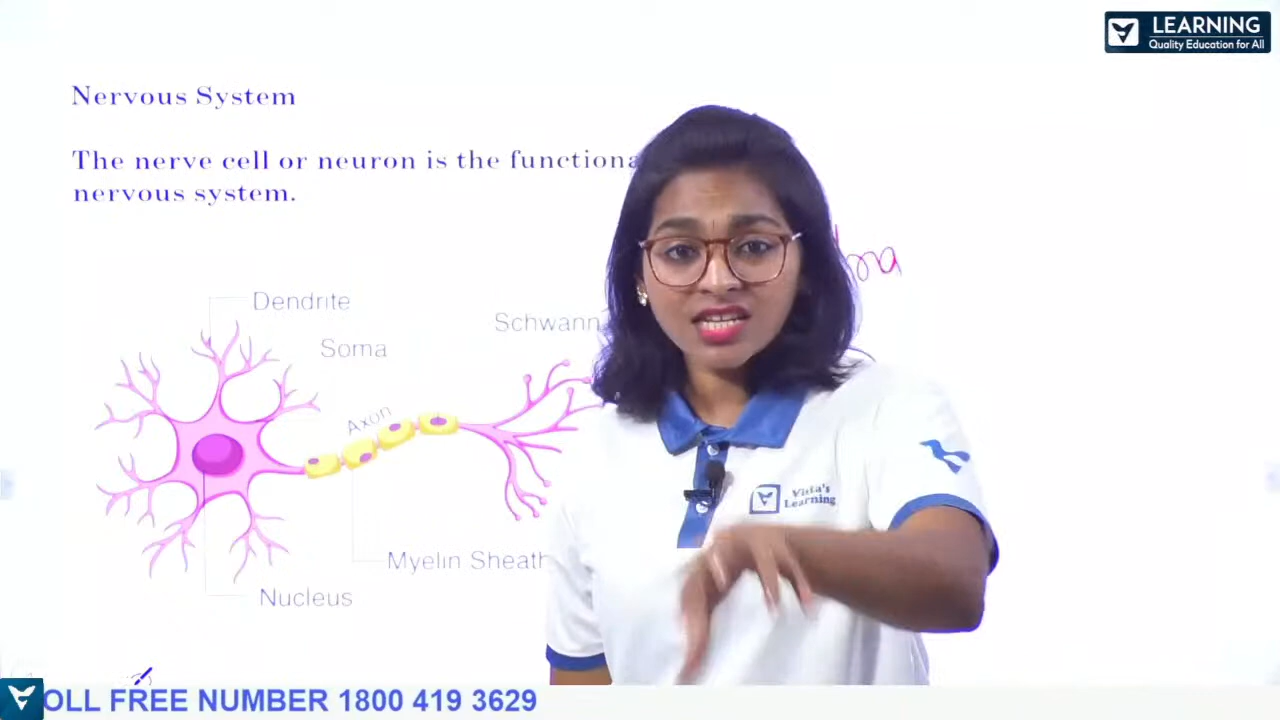 LEARNING
Quality Education for All
Nervous System
The nerve cell or neuron is the functiona
nervous system.
Dendrite
Schwann
Soma
Axon
Vista's
Learning
Myelin Sheath
Nucleus
OLL FREE NUMBER 1800 419 3629